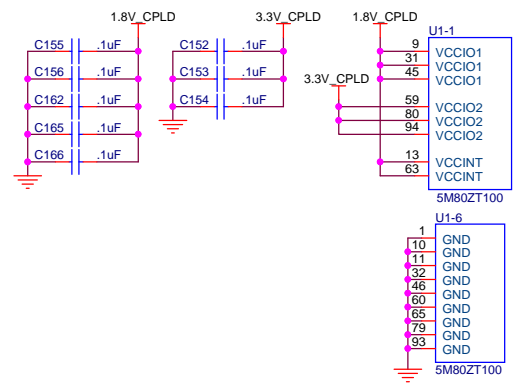 1.8V_CPLD 3.3V_CPLD 1.8V_CPLD
U1-1
C155 .1uF C152 .1uF 9 VCCIO1
31 VCCIO1
C156 .1uF C153 .1uF 45 VCCIO1
3.3V_CPLD
C162 .1uF C154 .1uF 59 VCCIO2
80 VCCIO2
C165 .1uF 94 VCCIO2
C166 .1uF 13 VCCINT
63 VCCINT
5M80ZT100
U1-6
1 GND
10 GND
11 GND
32 GND
46 GND
60 GND
65 GND
79 GND
93 GND
5M80ZT100